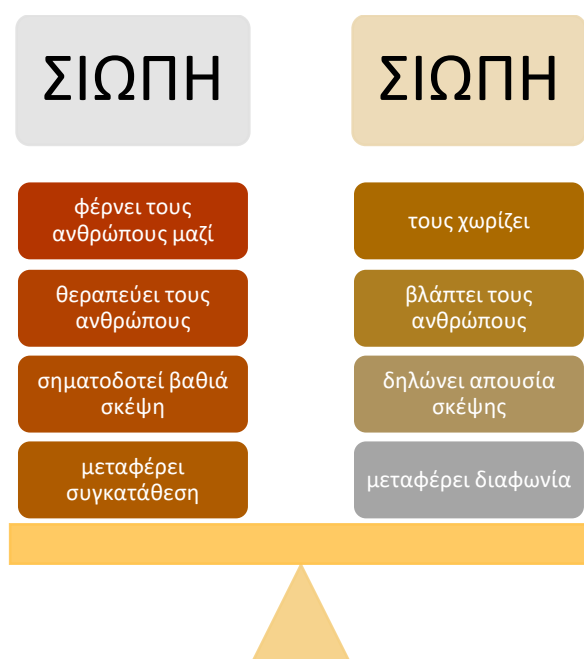 ΣΙΩΠΗ
φέρνει τους
ανθρώπους μαζί
θεραπεύει τους
ανθρώπους
σηματοδοτεί βαθιά
σκέψη
μεταφέρει
συγκατάθεση
ΣΙΩΠΗ
τους χωρίζει
βλάπτει τους
ανθρώπους
δηλώνει απουσία
σκέψης
μεταφέρει διαφωνία